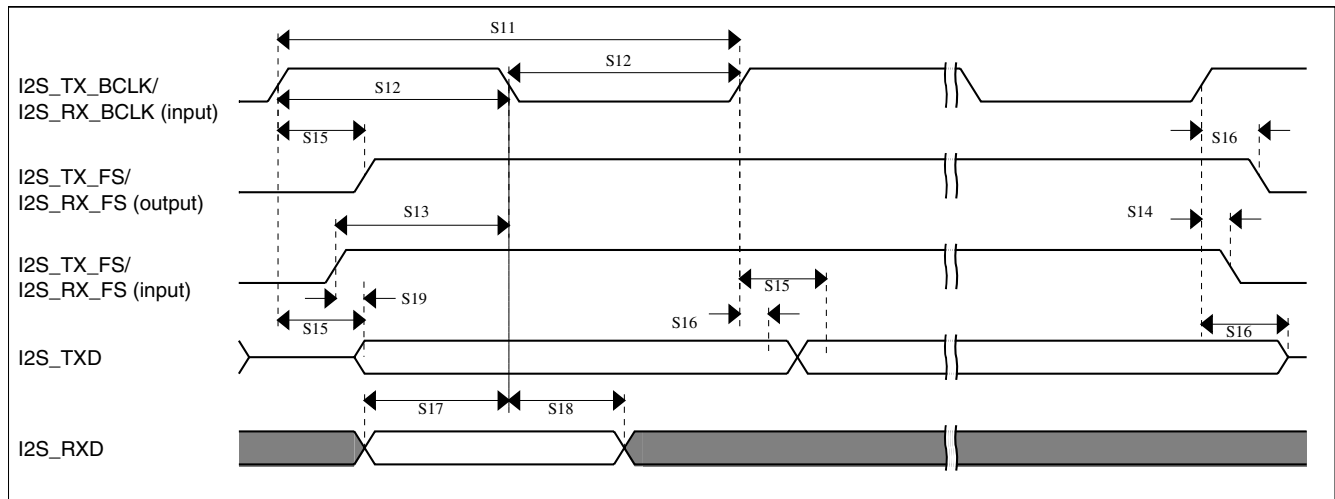 S11
I2S_TX_BCLK/
I2S_RX_BCLK (input)
S12
S12
S15
S16
I2S_TX_FS/
I2S_RX_FS (output)
S13
S14
I2S_TX_FS/
I2S_RX_FS (input)
S15
S19
S16
S15
S16
I2S_TXD
S17
S18
I2S_RXD